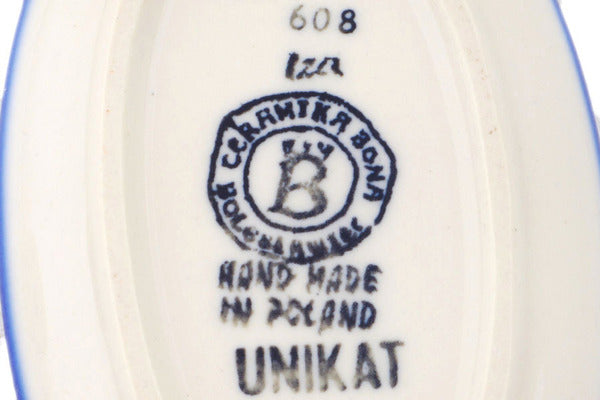 608
Iza
CERAMIKA BONA
BOLESŁAWIEC
B
HAND MADE
IN POLAND
UNIKAT